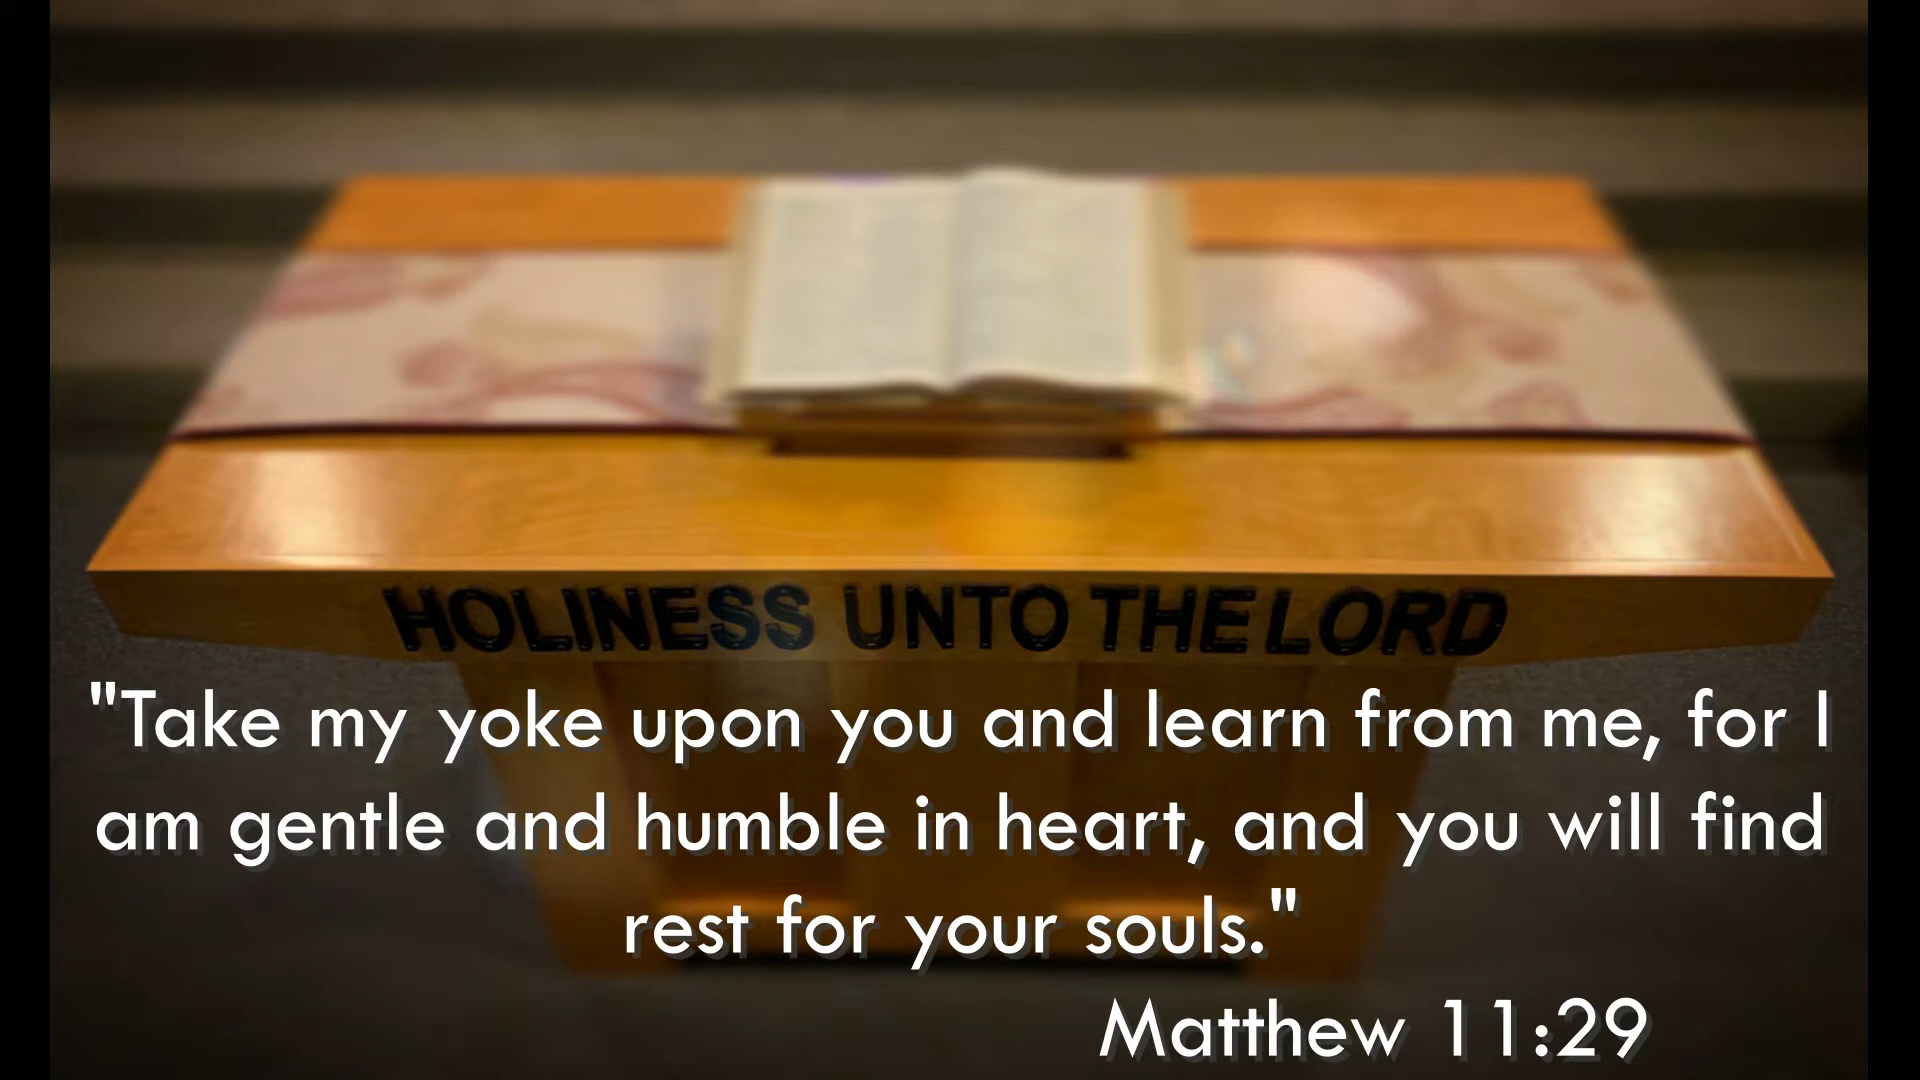 HOLINESS UNTO THE LORD
"Take my yoke upon you and learn from me, for I
am gentle and humble in heart, and you will find
rest for your souls."
Matthew 11:29